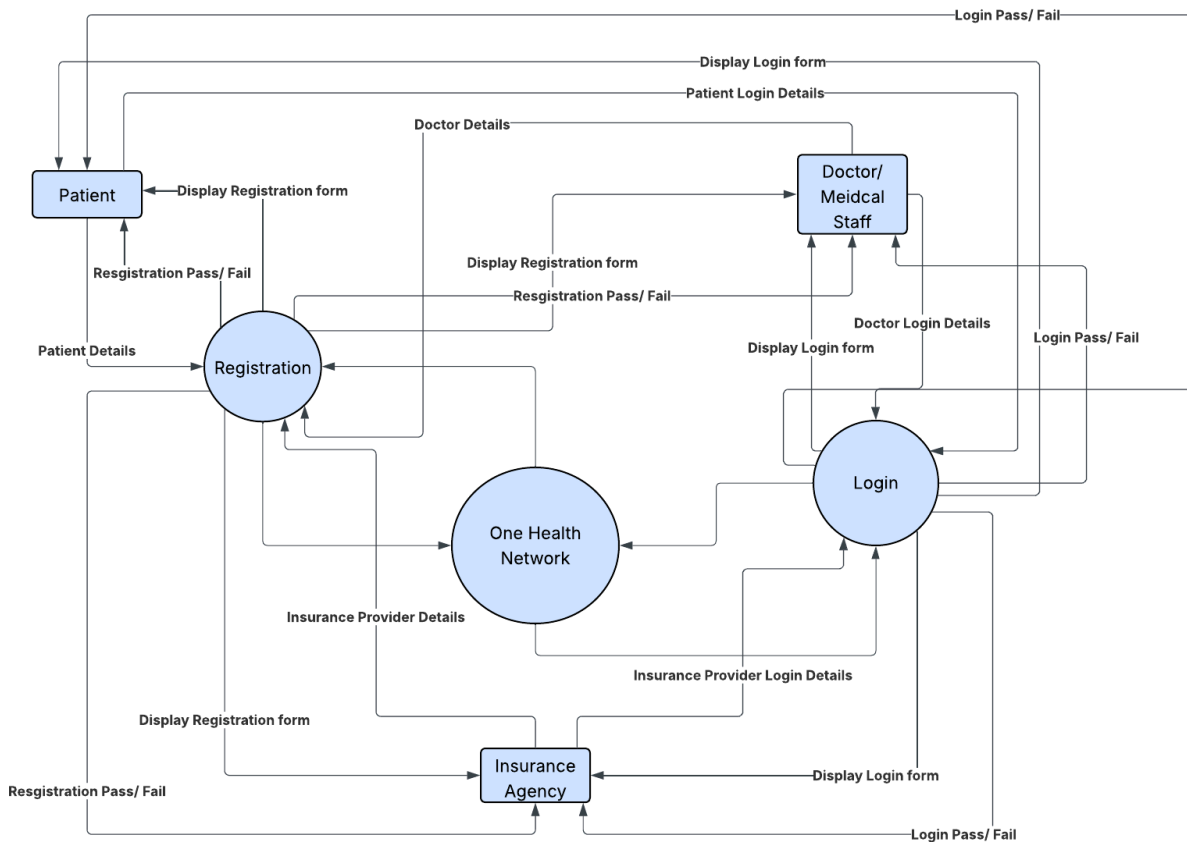 Login Pass/ Fail
Display Login form
Patient Login Details
Doctor Details
Patient
Display Registration form
Doctor/
Meidcal
Staff
Display Registration form
Resgistration Pass/ Fail
Resgistration Pass/ Fail
Doctor Login Details
Login Pass/ Fail
Display Login form
Patient Details
Registration
Login
One Health
Network
Insurance Provider Details
Insurance Provider Login Details
Display Registration form
Insurance
Agency
Display Login form
Resgistration Pass/ Fail
Login Pass/ Fail